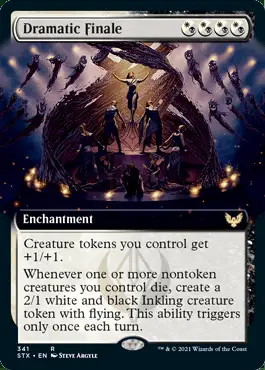 Dramatic Finale
Enchantment
Creature tokens you control get
+1/+1.
Whenever one or more nontoken
creatures you control die, create a
2/1 white and black Inkling creature
token with flying. This ability triggers
only once each turn.
341 R
STX • EN STEVE ARGYLE
™ & © 2021 Wizards of the Coast